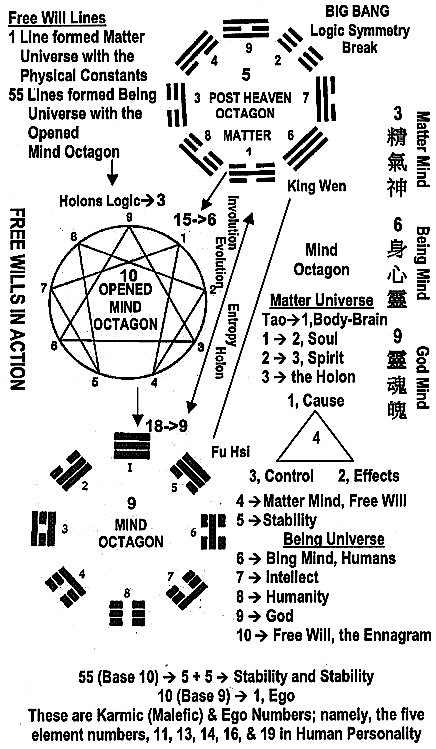 Free Will Lines
1 Line formed Matter
Universe with the
Physical Constants
55 Lines formed Being
Universe with the
Opened
Mind Octagon
BIG BANG
Logic Symmetry
Break
9
4
2
5
3
POST HEAVEN
OCTAGON
7
8
MATTER
6
1
King Wen
Holons Logic→3
15→6
Involution
Evolution
Entropy
Holon
FREE WILLS IN ACTION
9
8
1
10
OPENED
MIND
OCTAGON
7
2
6
3
5
4
18->9
Fu Hsi
1
2
5
9
MIND
OCTAGON
3
6
4
7
8
3 精氣神 Matter Mind
6 身心靈 Being Mind
9 靈魂魄 God Mind
Mind
Octagon
Matter Universe
Tao→1,Body-Brain
1→ 2, Soul
2→ 3, Spirit
3→ the Holon
1, Cause
4
3, Control
2, Effects
4→Matter Mind, Free Will
5→Stability
Being Universe
6→Bing Mind, Humans
7→Intellect
8→Humanity
9→God
10→Free Will, the Ennagram
55 (Base 10) → 5 + 5 → Stability and Stability
10 (Base 9) → 1, Ego
These are Karmic (Malefic) & Ego Numbers; namely, the five
element numbers, 11, 13, 14, 16, & 19 in Human Personality